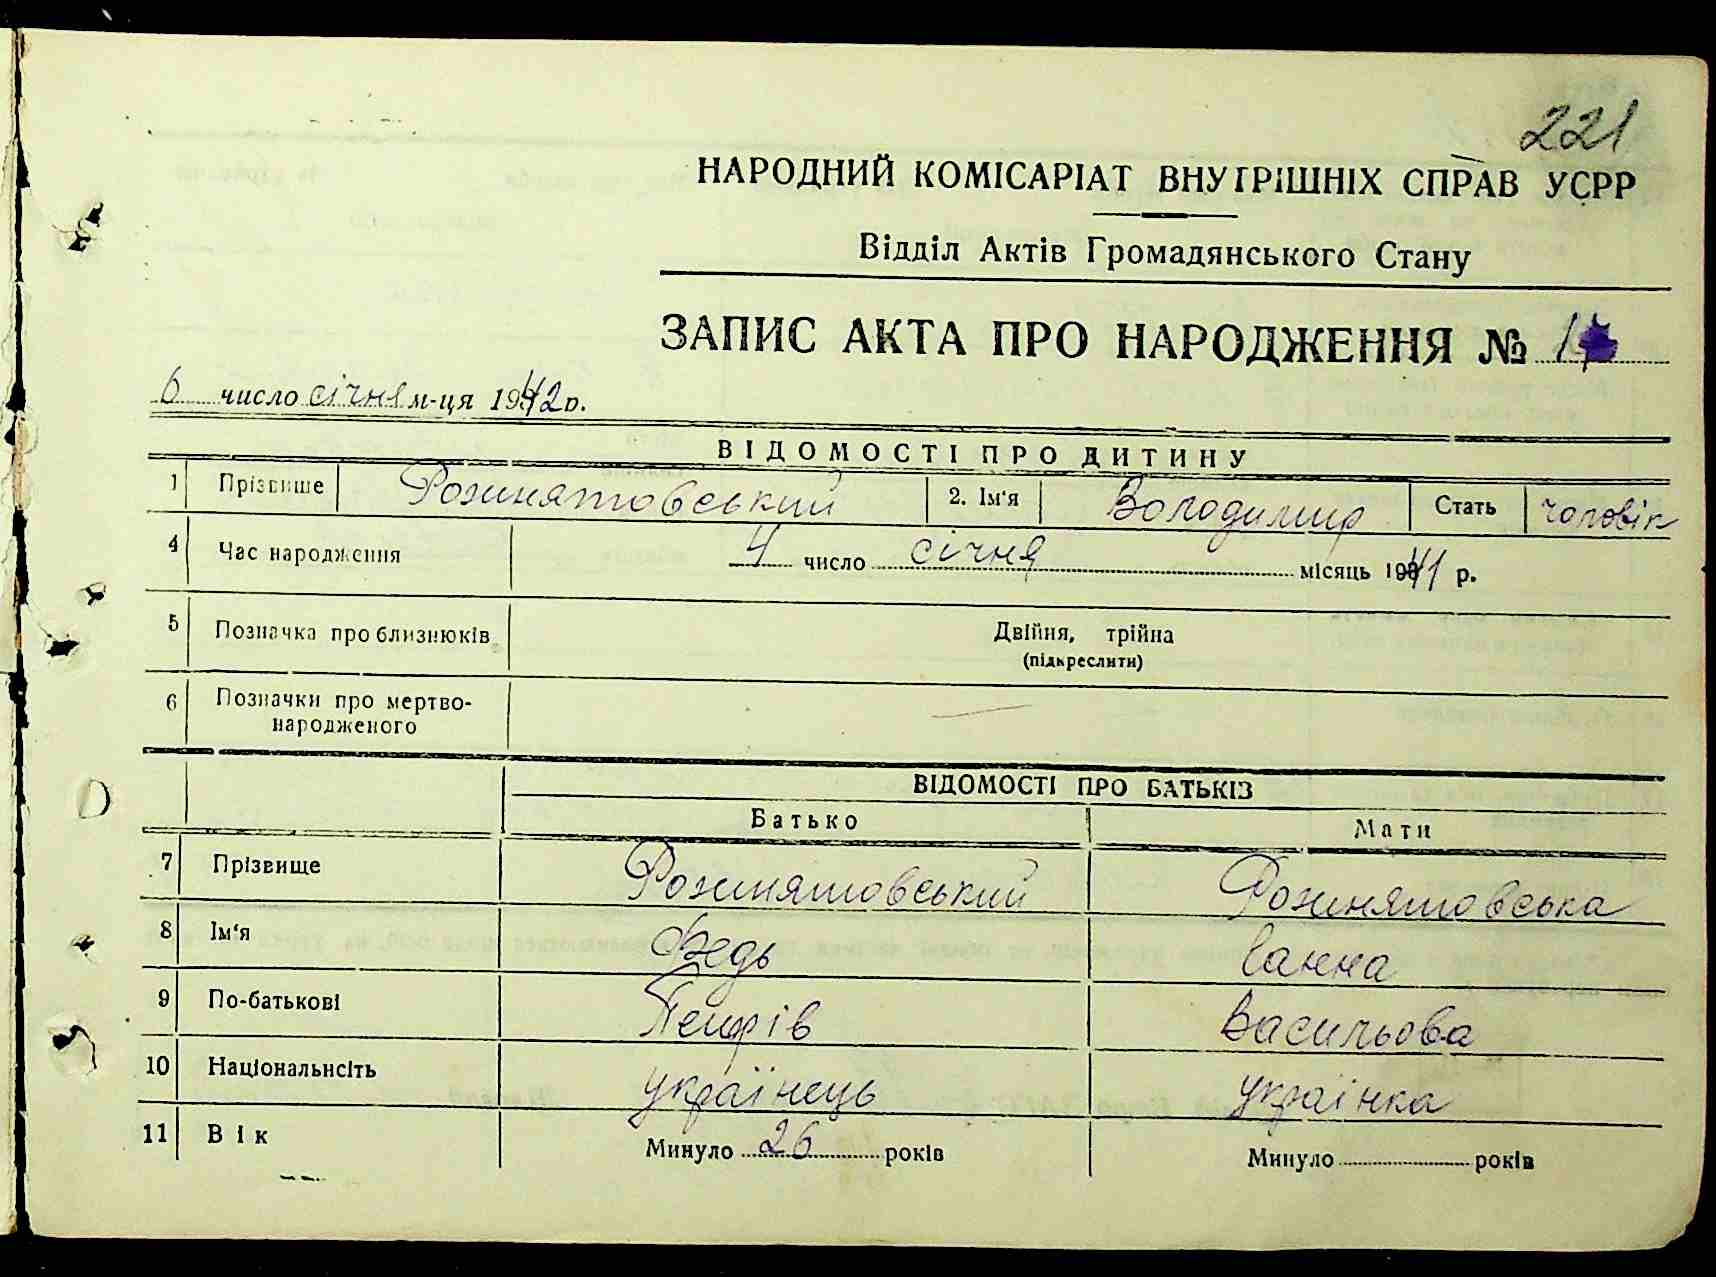 221
НАРОДНИЙ КОМІСАРІАТ ВНУТРІШНІХ СПРАВ УСРР
Відділ Актів Громадянського Стану
ЗАПИС АКТА ПРО НАРОДЖЕННЯ № 1
6 число січня м-ця 1942 р.
ВІДОМОСТІ ПРО ДИТИНУ
1 Прізвище Рожнятовський 2. Ім'я Володимир Стать чоловік
4 Час народження 4 число січня місяць 1941 р.
5 Позначка про близнюків Двійня, трійна
(підкреслити)
6 Позначки про мертво-
народженого —
ВІДОМОСТІ ПРО БАТЬКІВ
Батько Мати
7 Прізвище Рожнятовський Рожнятовська
8 Ім'я Федь Ганна
9 По-батькові Петрів Васильова
10 Національнсіть українець українка
11 Вік Минуло 26 років Минуло років